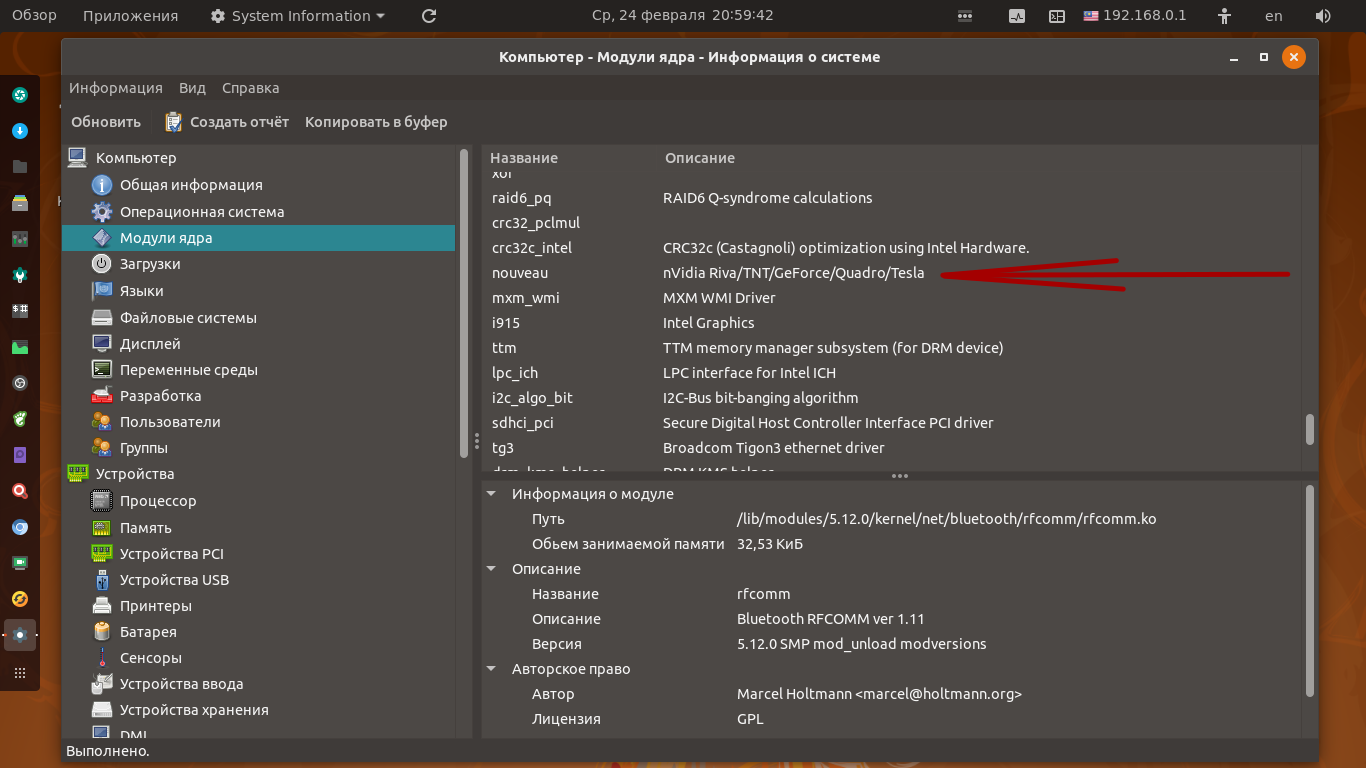 Обзор Приложения System Information Ср, 24 февраля 20:59:42 192.168.0.1 en
Компьютер - Модули ядра - Информация о системе
Информация Вид Справка
Обновить Создать отчёт Копировать в буфер
Компьютер
Общая информация
Операционная система
Модули ядра
Загрузки
Языки
Файловые системы
Дисплей
Переменные среды
Разработка
Пользователи
Группы
Устройства
Процессор
Память
Устройства PCI
Устройства USB
Принтеры
Батарея
Сенсоры
Устройства ввода
Устройства хранения
DMI
Название Описание
xor
raid6_pq RAID6 Q-syndrome calculations
crc32_pclmul
crc32c_intel CRC32c (Castagnoli) optimization using Intel Hardware.
nouveau nVidia Riva/TNT/GeForce/Quadro/Tesla
mxm_wmi MXM WMI Driver
i915 Intel Graphics
ttm TTM memory manager subsystem (for DRM device)
lpc_ich LPC interface for Intel ICH
i2c_algo_bit I2C-Bus bit-banging algorithm
sdhci_pci Secure Digital Host Controller Interface PCI driver
tg3 Broadcom Tigon3 ethernet driver
drm_kms_helper DRM KMS helper
Информация о модуле
Путь /lib/modules/5.12.0/kernel/net/bluetooth/rfcomm/rfcomm.ko
Обьем занимаемой памяти 32,53 КиБ
Описание
Название rfcomm
Описание Bluetooth RFCOMM ver 1.11
Версия 5.12.0 SMP mod_unload modversions
Авторское право
Автор Marcel Holtmann <marcel@holtmann.org>
Лицензия GPL
Выполнено.